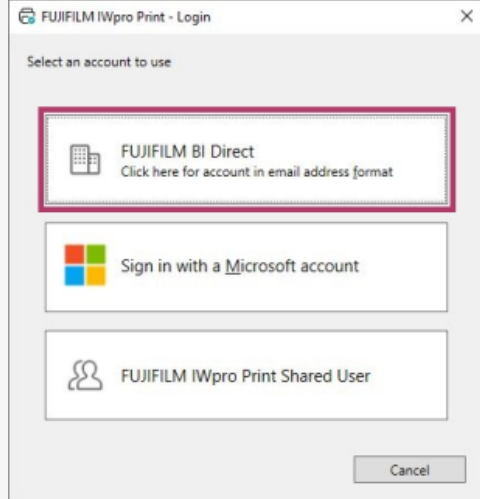 FUJIFILM IWpro Print - Login
Select an account to use
FUJIFILM BI Direct
Click here for account in email address format
Sign in with a Microsoft account
FUJIFILM IWpro Print Shared User
Cancel